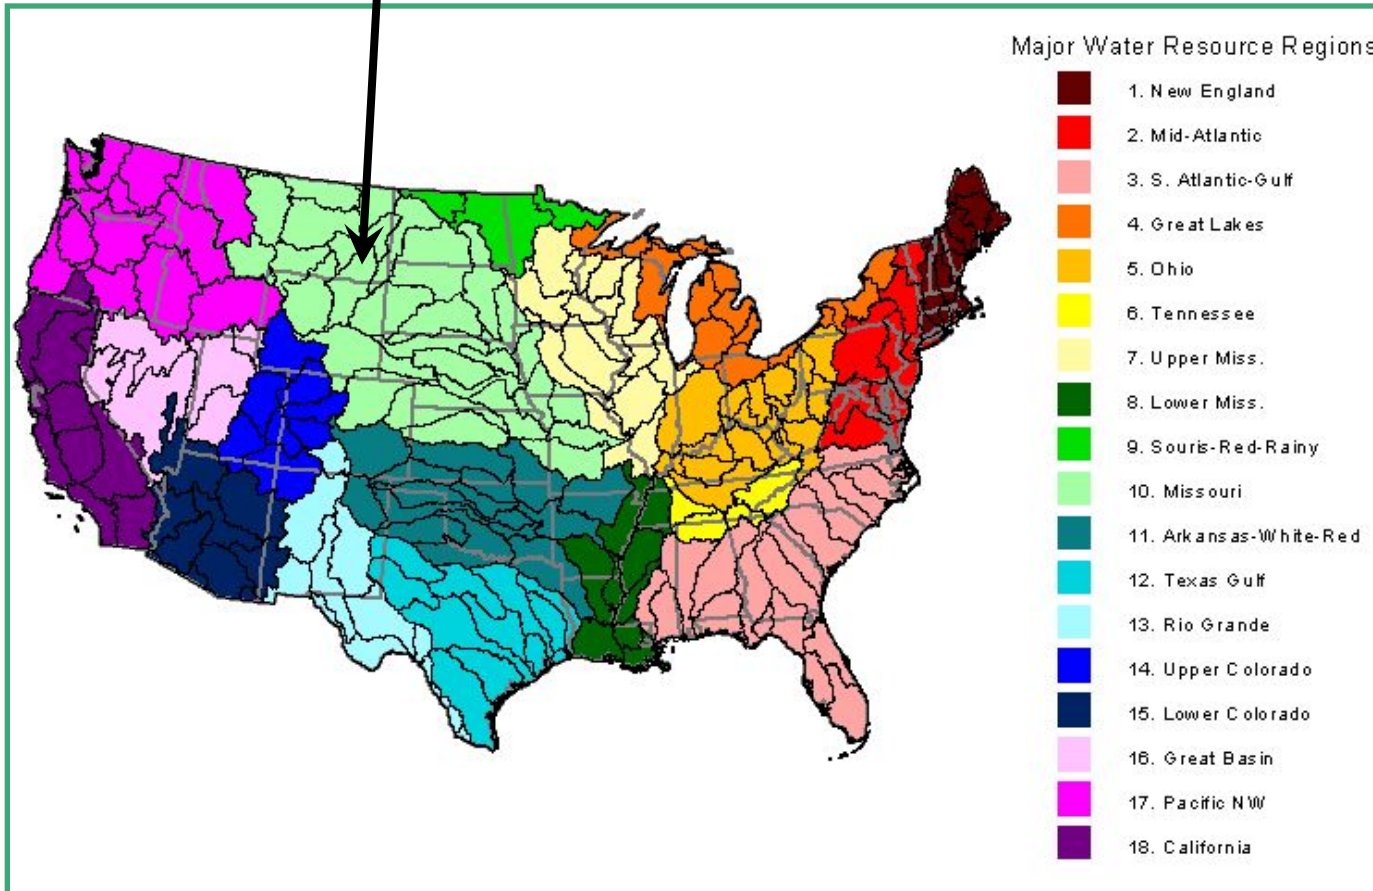 Major Water Resource Regions
1. New England
2. Mid-Atlantic
3. S. Atlantic-Gulf
4. Great Lakes
5. Ohio
6. Tennessee
7. Upper Miss.
8. Lower Miss.
9. Souris-Red-Rainy
10. Missouri
11. Arkansas-White-Red
12. Texas Gulf
13. Rio Grande
14. Upper Colorado
15. Lower Colorado
16. Great Basin
17. Pacific NW
18. California